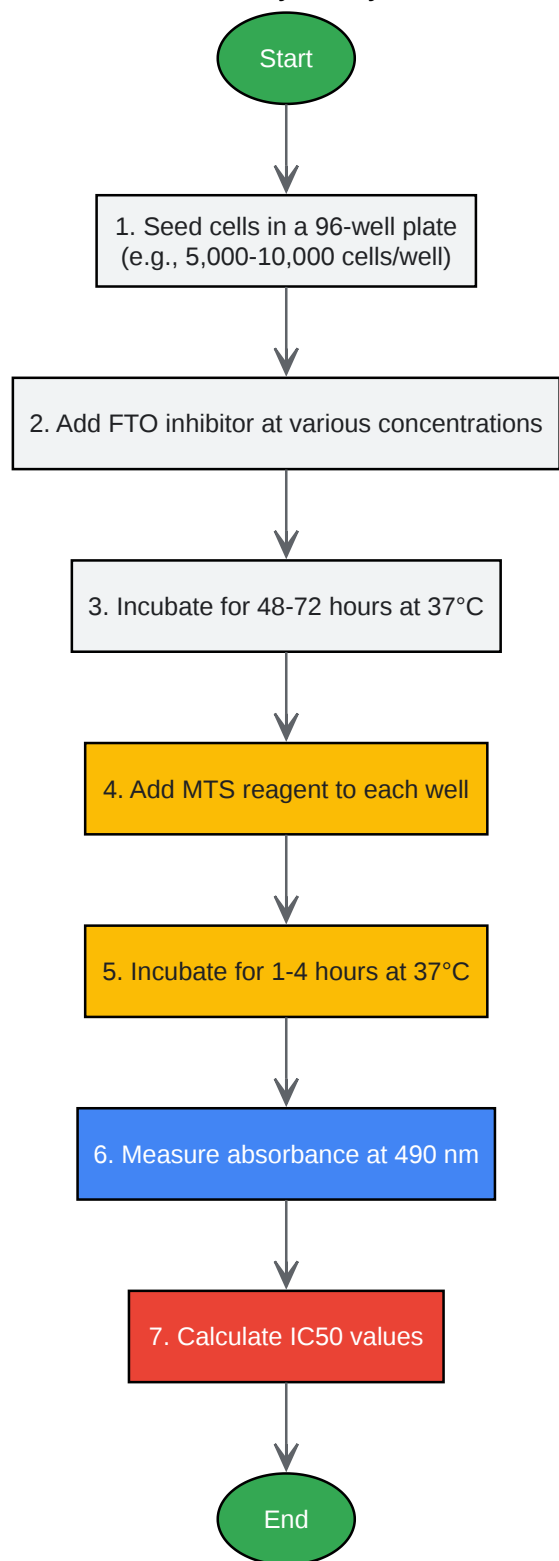 Start
1. Seed cells in a 96-well plate
(e.g., 5,000-10,000 cells/well)
2. Add FTO inhibitor at various concentrations
3. Incubate for 48-72 hours at 37°C
4. Add MTS reagent to each well
5. Incubate for 1-4 hours at 37°C
6. Measure absorbance at 490 nm
7. Calculate IC50 values
End